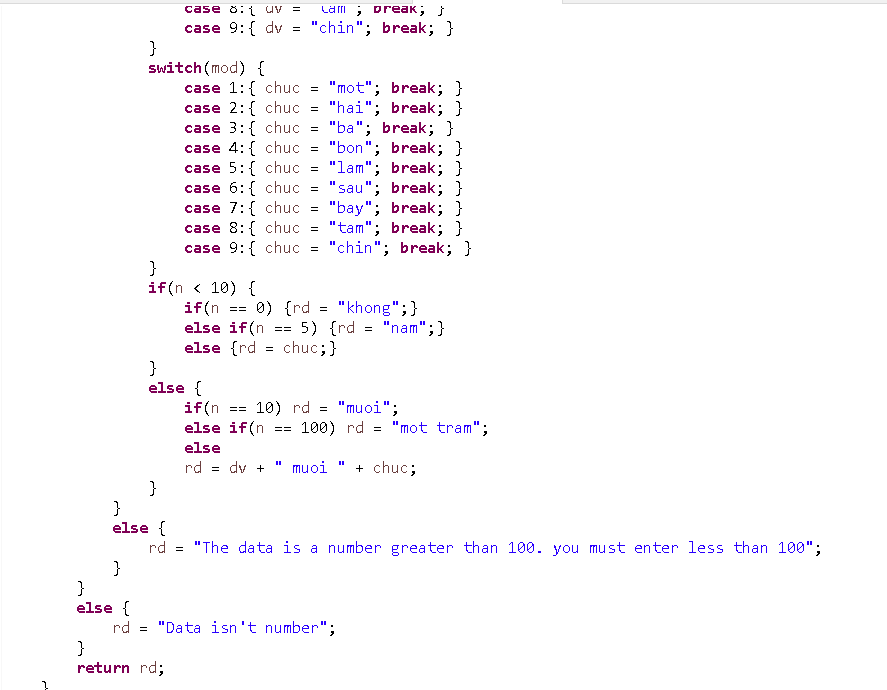 case 8:{ dv = "tam"; break; }
case 9:{ dv = "chin"; break; }
}
switch(mod) {
case 1:{ chuc = "mot"; break; }
case 2:{ chuc = "hai"; break; }
case 3:{ chuc = "ba"; break; }
case 4:{ chuc = "bon"; break; }
case 5:{ chuc = "lam"; break; }
case 6:{ chuc = "sau"; break; }
case 7:{ chuc = "bay"; break; }
case 8:{ chuc = "tam"; break; }
case 9:{ chuc = "chin"; break; }
}
if(n < 10) {
if(n == 0) {rd = "khong";}
else if(n == 5) {rd = "nam";}
else {rd = chuc;}
}
else {
if(n == 10) rd = "muoi";
else if(n == 100) rd = "mot tram";
else
rd = dv + " muoi " + chuc;
}
}
else {
rd = "The data is a number greater than 100. you must enter less than 100";
}
}
else {
rd = "Data isn't number";
}
return rd;
}